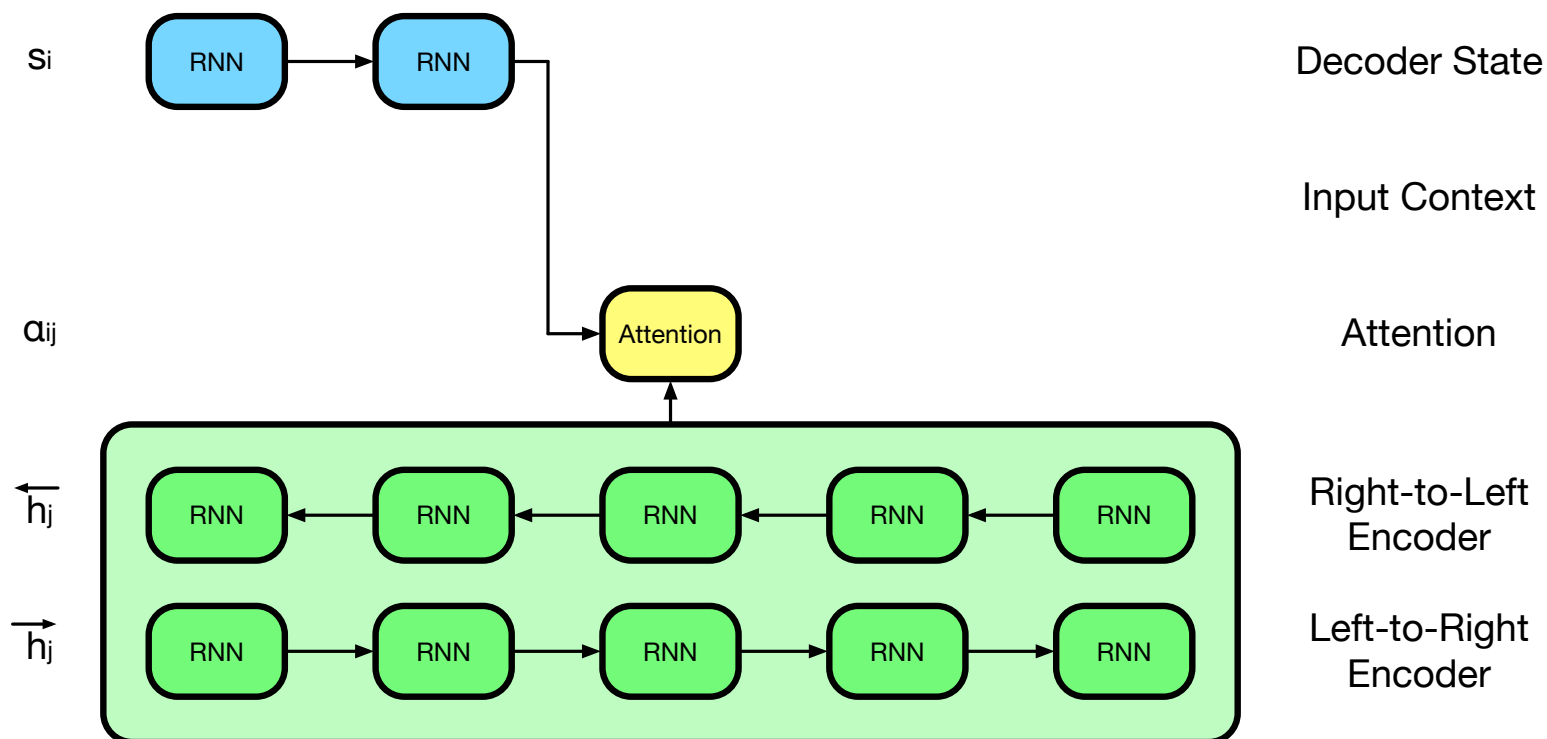 si RNN RNN Decoder State
Input Context
αij Attention Attention
hj RNN RNN RNN RNN RNN Right-to-Left
Encoder
hj RNN RNN RNN RNN RNN Left-to-Right
Encoder